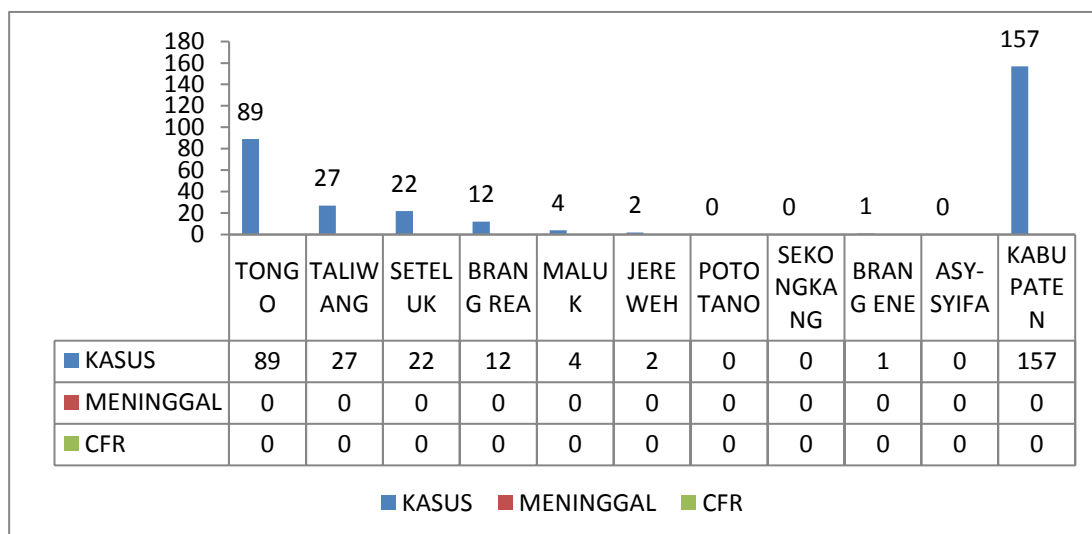 180
160
140
120
100
80
60
40
20
0
89
27
22
12
4
2
0
0
1
0
157
TONG
O
TALIW
ANG
SETEL
UK
BRAN
G REA
MALU
K
JERE
WEH
POTO
TANO
SEKO
NGKA
NG
BRAN
G ENE
ASY-
SYIFA
KABU
PATE
N
KASUS 89 27 22 12 4 2 0 0 1 0 157
MENINGGAL 0 0 0 0 0 0 0 0 0 0 0
CFR 0 0 0 0 0 0 0 0 0 0 0
KASUS MENINGGAL CFR